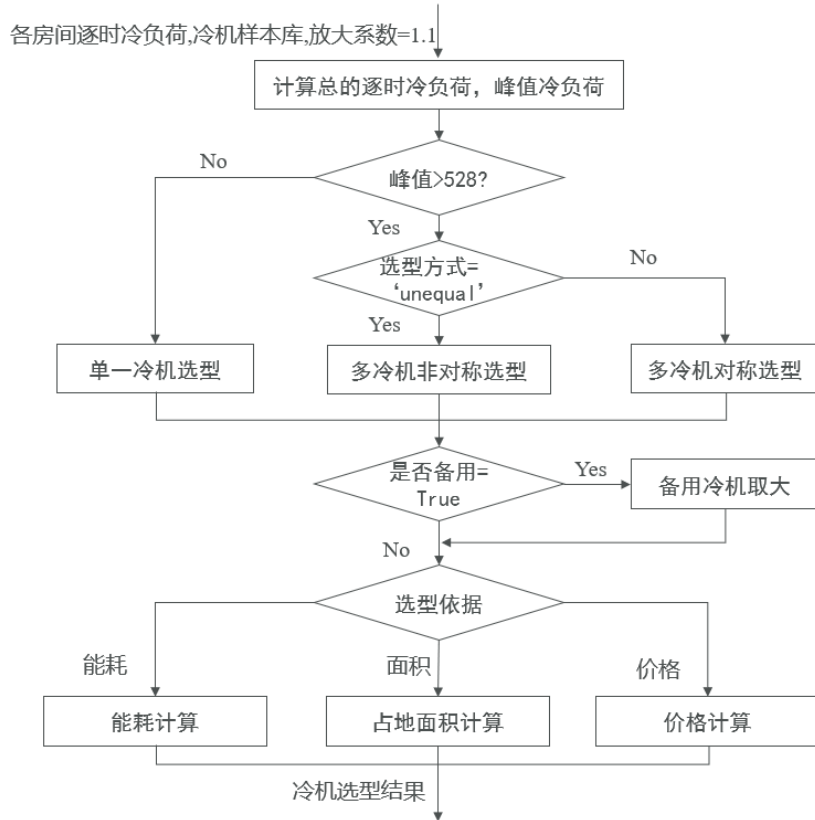 各房间逐时冷负荷,冷机样本库,放大系数=1.1
计算总的逐时冷负荷，峰值冷负荷
No
峰值>528?
Yes
选型方式=
‘unequal’
No
Yes
单一冷机选型
多冷机非对称选型
多冷机对称选型
是否备用=
True
Yes
备用冷机取大
No
选型依据
能耗
面积
价格
能耗计算
占地面积计算
价格计算
冷机选型结果